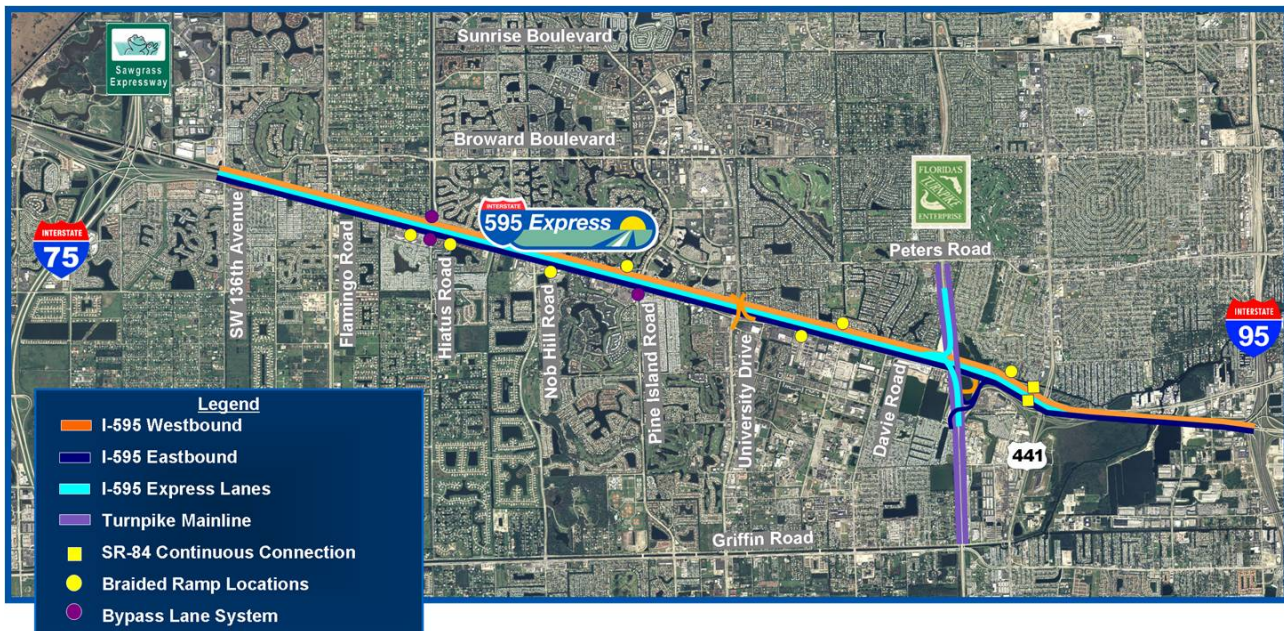 Sunrise Boulevard
Sawgrass
Expressway
Broward Boulevard
FLORIDA'S
TURNPIKE
ENTERPRISE
INTERSTATE
595 Express
INTERSTATE
75
SW 136th Avenue
Flamingo Road
Hiatus Road
Nob Hill Road
Pine Island Road
University Drive
Davie Road
Peters Road
INTERSTATE
95
441
Griffin Road
Legend
I-595 Westbound
I-595 Eastbound
I-595 Express Lanes
Turnpike Mainline
SR-84 Continuous Connection
Braided Ramp Locations
Bypass Lane System